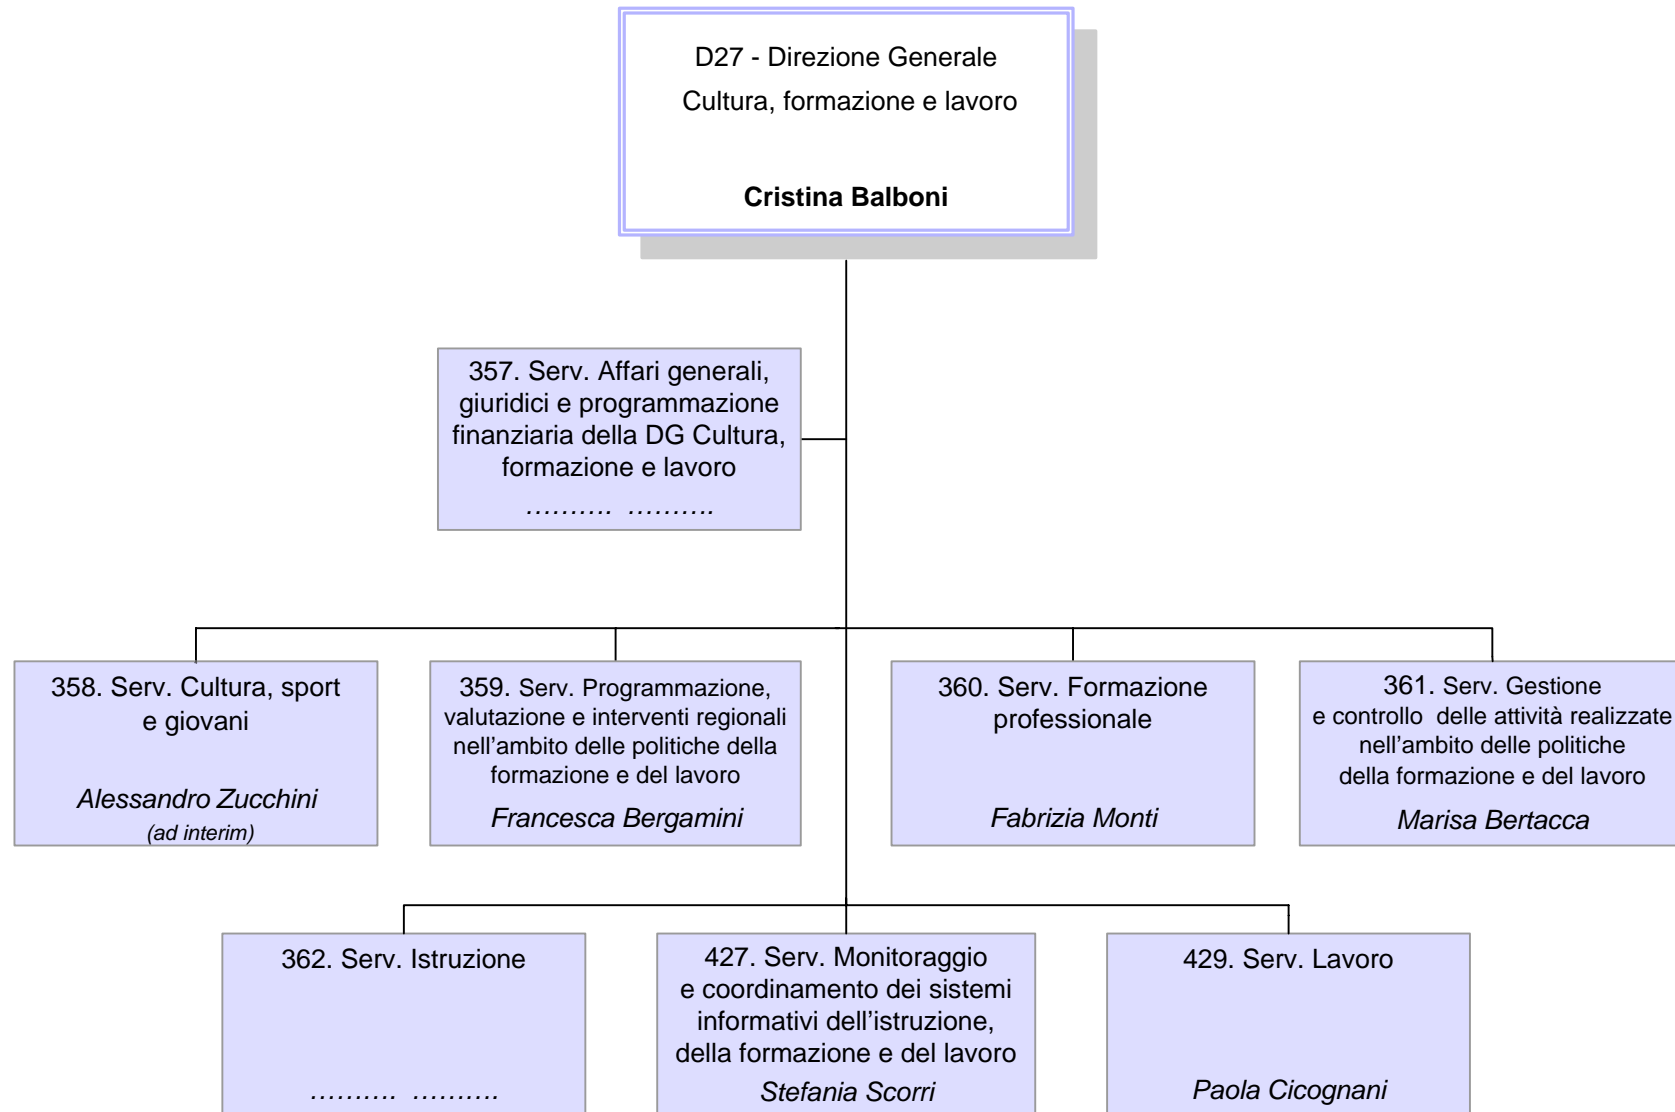 D27 - Direzione Generale
Cultura, formazione e lavoro
Cristina Balboni
357. Serv. Affari generali,
giuridici e programmazione
finanziaria della DG Cultura,
formazione e lavoro
………. ……….
358. Serv. Cultura, sport
e giovani
Alessandro Zucchini
(ad interim)
359. Serv. Programmazione,
valutazione e interventi regionali
nell’ambito delle politiche della
formazione e del lavoro
Francesca Bergamini
360. Serv. Formazione
professionale
Fabrizia Monti
361. Serv. Gestione
e controllo  delle attività realizzate
nell’ambito delle politiche
della formazione e del lavoro
Marisa Bertacca
362. Serv. Istruzione
………. ……….
427. Serv. Monitoraggio
e coordinamento dei sistemi
informativi dell’istruzione,
della formazione e del lavoro
Stefania Scorri
429. Serv. Lavoro
Paola Cicognani